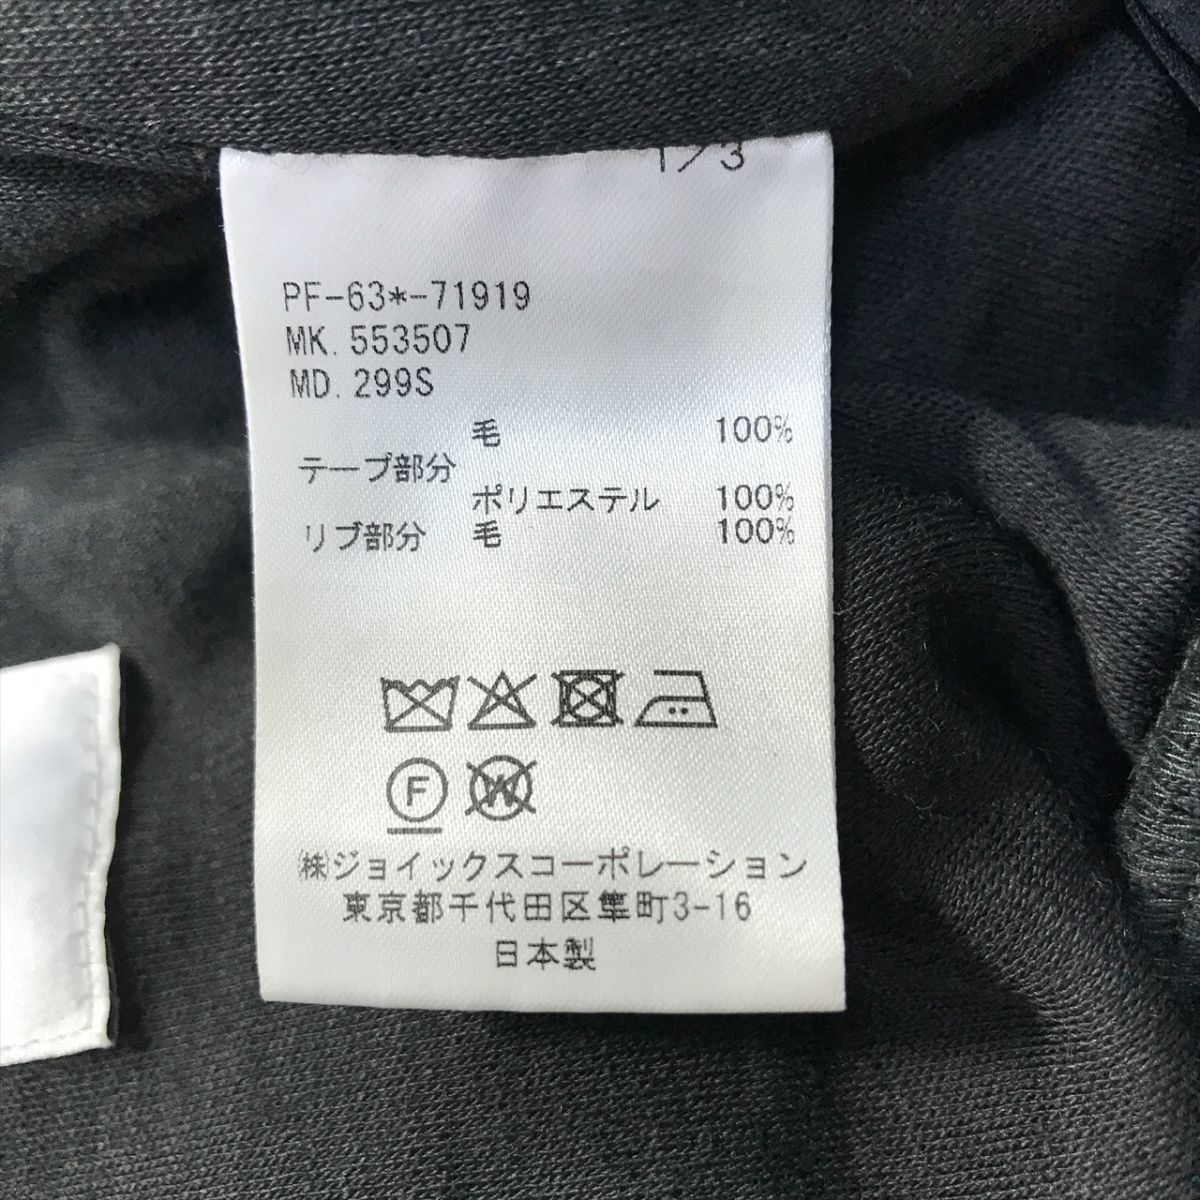 1/3
PF-63*-71919
MK. 553507
MD. 299S
毛 100%
テープ部分
ポリエステル 100%
リブ部分 毛 100%
F W
㈱ジョイックスコーポレーション
東京都千代田区隼町3-16
日本製